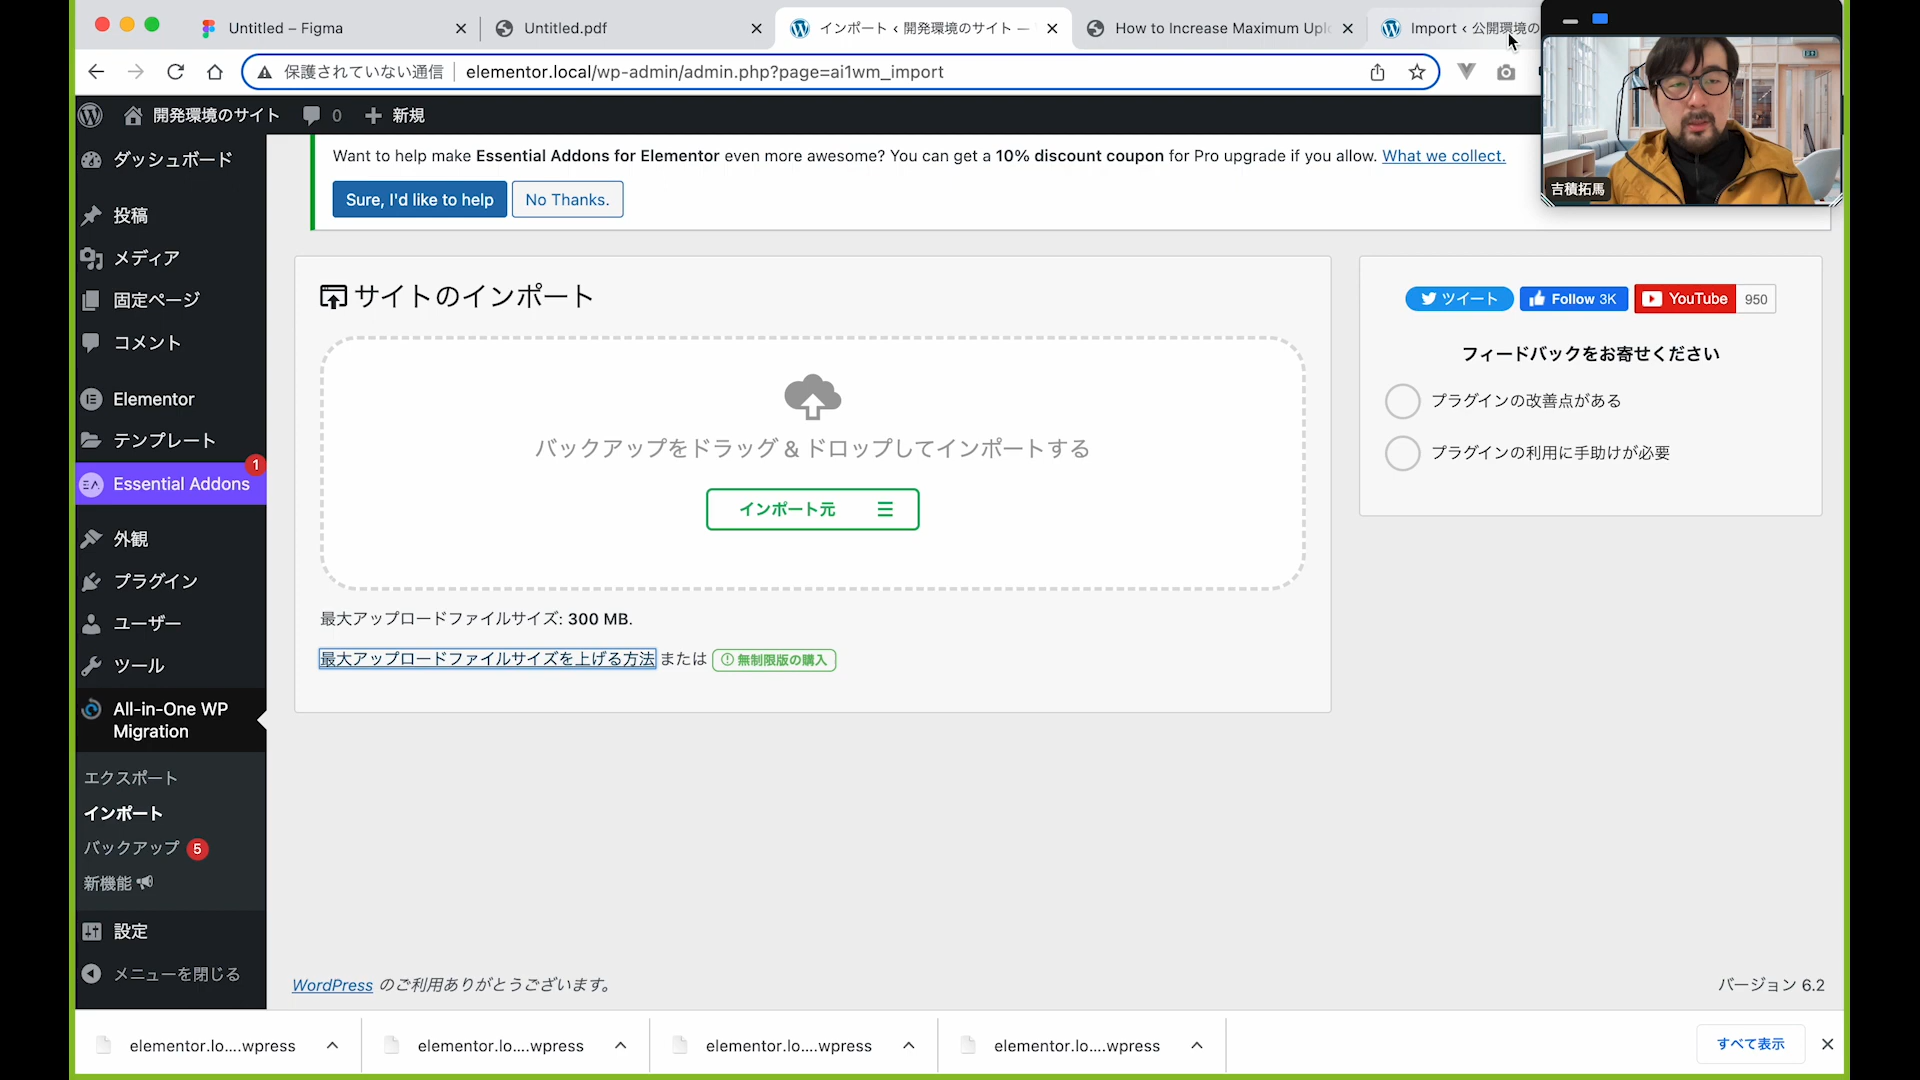 Untitled – Figma
Untitled.pdf
インポート ‹ 開発環境のサイト —
How to Increase Maximum Uplo
Import ‹ 公開環境の
保護されていない通信
elementor.local/wp-admin/admin.php?page=ai1wm_import
開発環境のサイト
0
新規
吉積拓馬
ダッシュボード
投稿
メディア
固定ページ
コメント
Elementor
テンプレート
Essential Addons
1
外観
プラグイン
ユーザー
ツール
All-in-One WP
Migration
エクスポート
インポート
バックアップ 5
新機能
設定
メニューを閉じる
Want to help make Essential Addons for Elementor even more awesome? You can get a 10% discount coupon for Pro upgrade if you allow. What we collect.
Sure, I'd like to help
No Thanks.
サイトのインポート
バックアップをドラッグ & ドロップしてインポートする
インポート元
最大アップロードファイルサイズ: 300 MB.
最大アップロードファイルサイズを上げる方法 または 無制限版の購入
ツイート
Follow 3K
YouTube 950
フィードバックをお寄せください
プラグインの改善点がある
プラグインの利用に手助けが必要
WordPress のご利用ありがとうございます。
バージョン 6.2
elementor.lo....wpress
elementor.lo....wpress
elementor.lo....wpress
elementor.lo....wpress
すべて表示